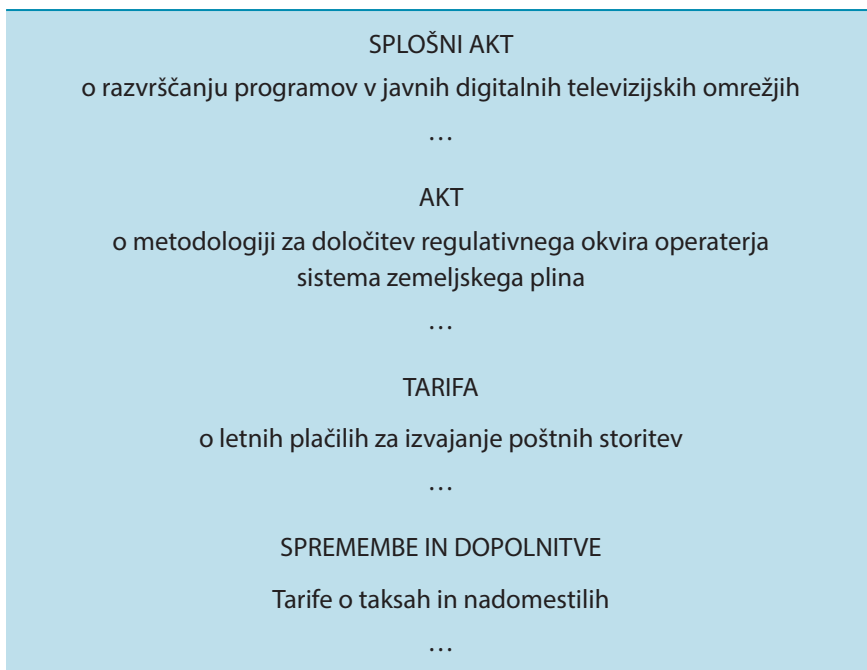 SPLOŠNI AKT
o razvrščanju programov v javnih digitalnih televizijskih omrežjih
…
AKT
o metodologiji za določitev regulativnega okvira operaterja
sistema zemeljskega plina
…
TARIFA
o letnih plačilih za izvajanje poštnih storitev
…
SPREMEMBE IN DOPOLNITVE
Tarife o taksah in nadomestilih
…